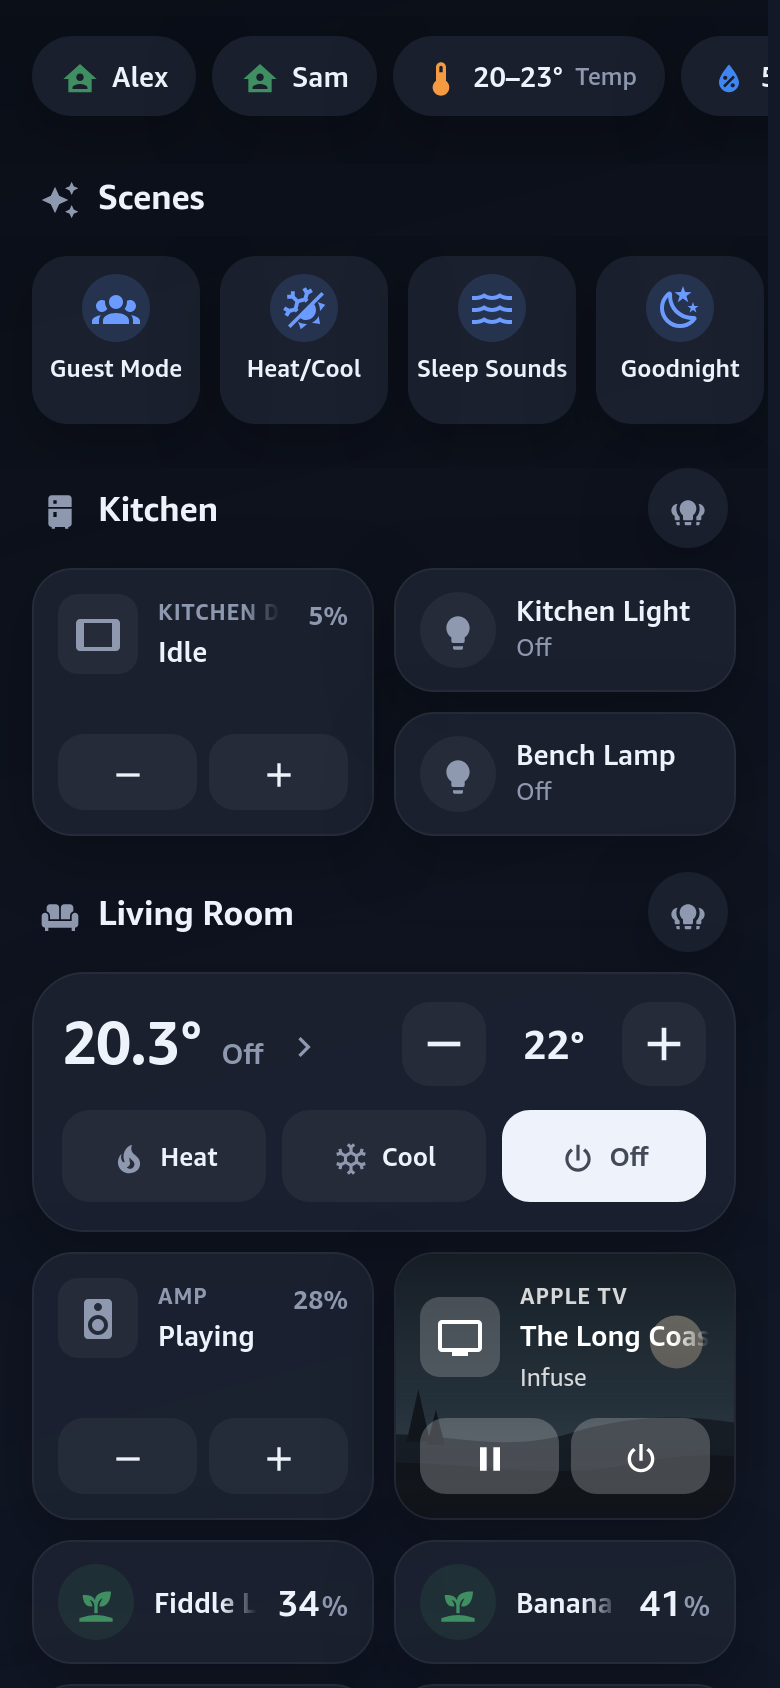 Alex
Sam
20–23° Temp
Scenes
Guest Mode
Heat/Cool
Sleep Sounds
Goodnight
Kitchen
KITCHEN
5%
Idle
−
+
Kitchen Light
Off
Bench Lamp
Off
Living Room
20.3° Off
−
22°
+
Heat
Cool
Off
AMP
28%
Playing
−
+
APPLE TV
The Long
Infuse
Fiddle
34%
Banana
41%